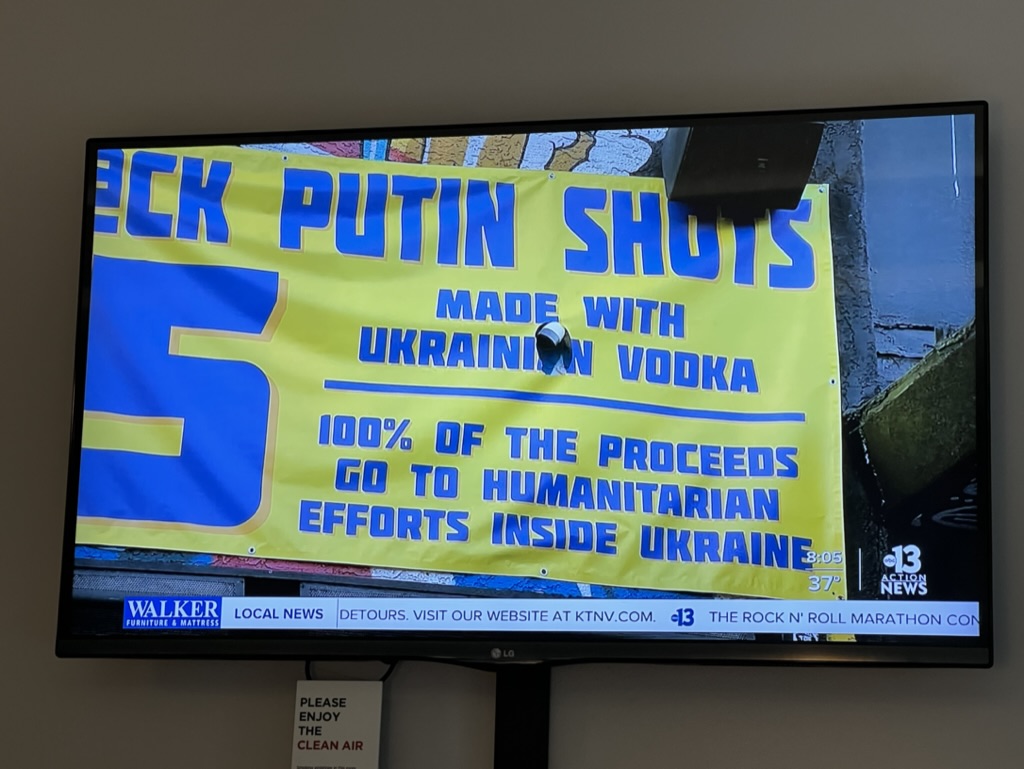 ECK PUTIN SHOTS
5
MADE WITH
UKRAINIAN VODKA
100% OF THE PROCEEDS
GO TO HUMANITARIAN
EFFORTS INSIDE UKRAINE
8:05
37°
abc 13
ACTION
NEWS
WALKER
FURNITURE & MATTRESS
LOCAL NEWS
DETOURS. VISIT OUR WEBSITE AT KTNV.COM. abc 13 THE ROCK N' ROLL MARATHON CON
LG
PLEASE
ENJOY
THE
CLEAN AIR